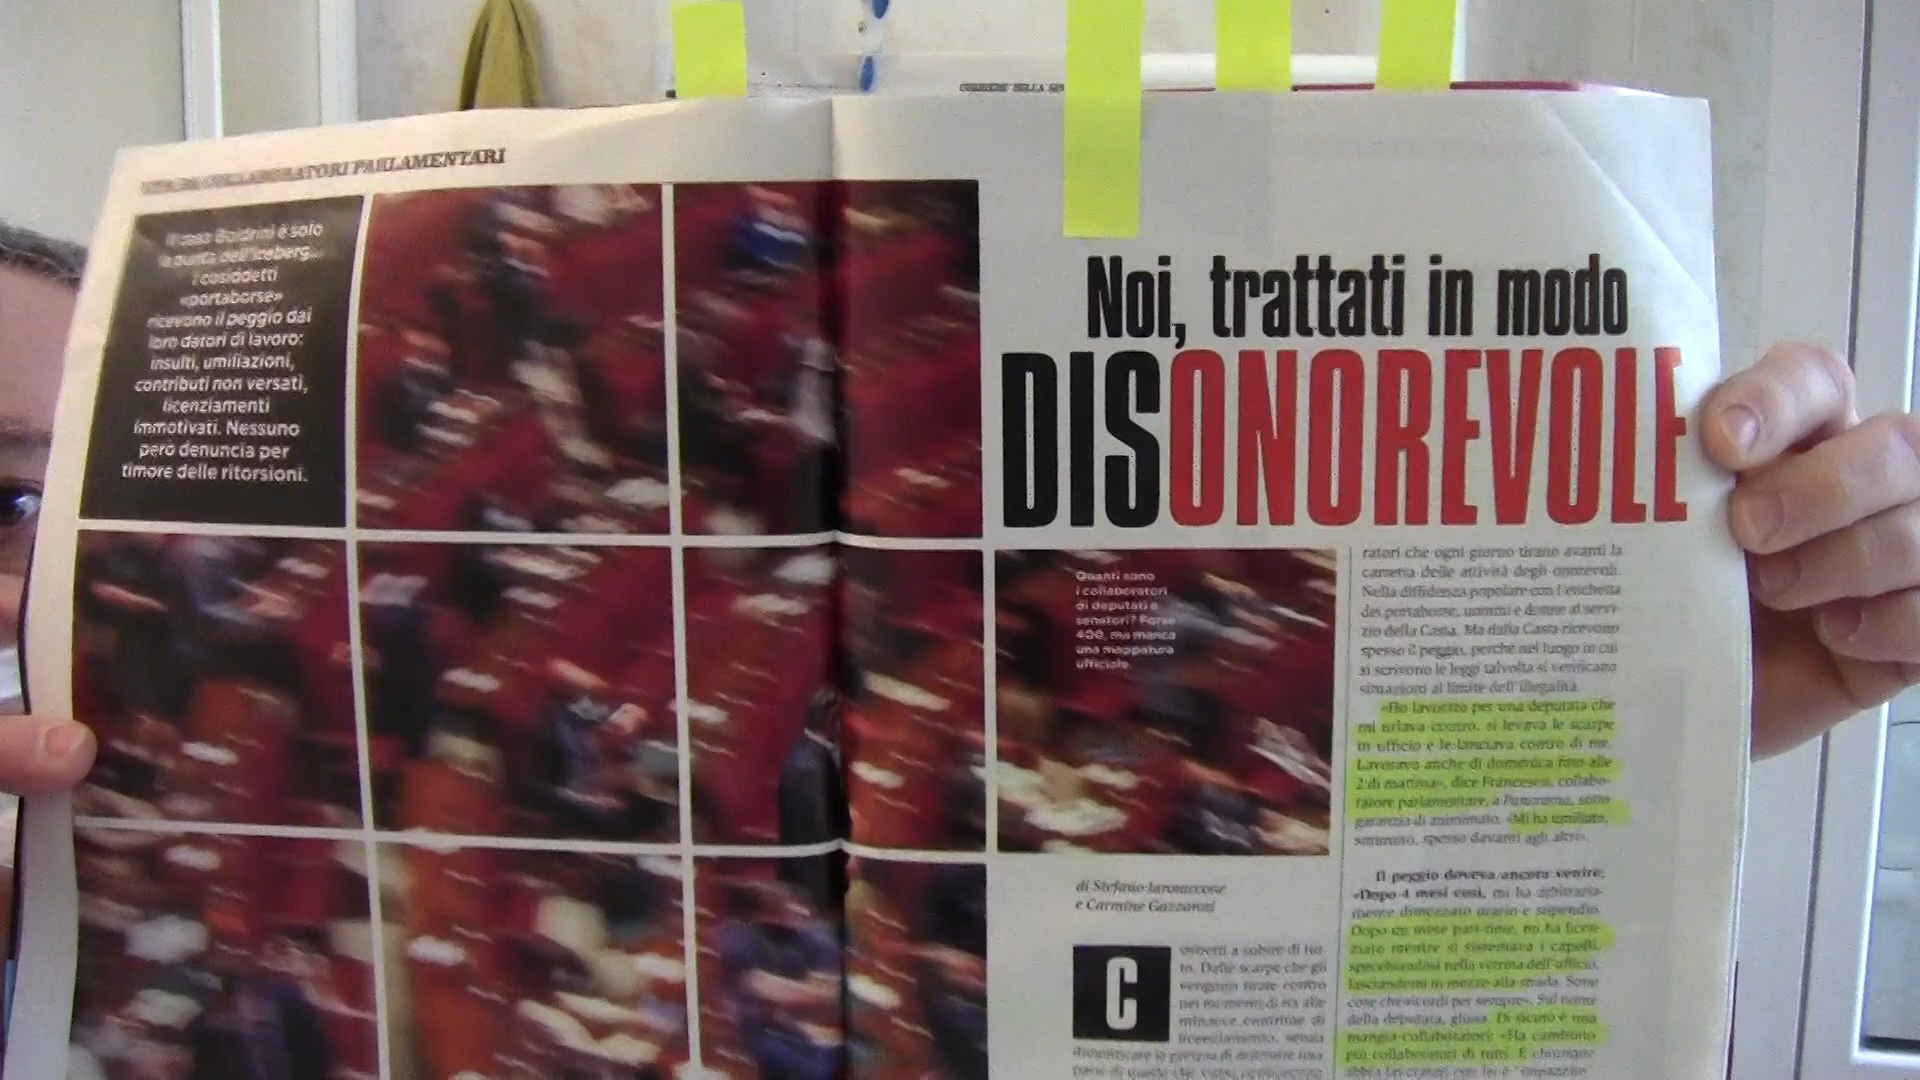 COLLABORATORI PARLAMENTARI
Il caso Boldrini è solo
la punta dell'iceberg...
I cosiddetti
«portaborse»
ricevono il peggio dai
loro datori di lavoro:
insulti, umiliazioni,
contributi non versati,
licenziamenti
immotivati. Nessuno
però denuncia per
timore delle ritorsioni.
Noi, trattati in modo
DISONOREVOLE
Quanti sono
i collaboratori
di deputati e
senatori? Forse
400, ma manca
una mappatura
ufficiale.
di Stefano Iannaccone
e Carmine Gazzanni
Costretti a subire di tut-
to. Dalle scarpe che gli
vengono tirate contro
nei momenti di ira alle
minacce continue di
licenziamento, senza
dimenticare la pretesa di
ratori che ogni giorno tirano avanti la
carretta delle attività degli onorevoli.
Nella diffidenza popolare con l'etichetta
dei portaborse, uomini e donne al servi-
zio della Casta. Ma dalla Casta ricevono
spesso il peggio, perché nel luogo in cui
si scrivono le leggi talvolta si verificano
situazioni al limite dell'illegalità.
«Ho lavorato per una deputata che
mi urlava contro, si levava le scarpe
in ufficio e le lanciava contro di me.
Lavoravo anche di domenica fino alle
2 di mattina», dice Francesco, collabo-
ratore parlamentare, a Panorama, sotto
garanzia di anonimato. «Mi ha umiliato,
sminuito, spesso davanti agli altri».
Il peggio doveva ancora venire:
«Dopo 4 mesi così, mi ha arbitraria-
mente dimezzato orario e stipendio.
Dopo un mese part-time, mi ha licen-
ziato mentre si sistemava i capelli,
specchiandosi nella vetrina dell'ufficio,
lasciandomi in mezzo alla strada. Sono
cose che ricordi per sempre». Sul nome
della deputata, glissa. Di sicuro è una
mangia-collaboratori: «Ha cambiato
più collaboratori di tutti. E chiunque
abbia lavorato con lei è "impazzito"